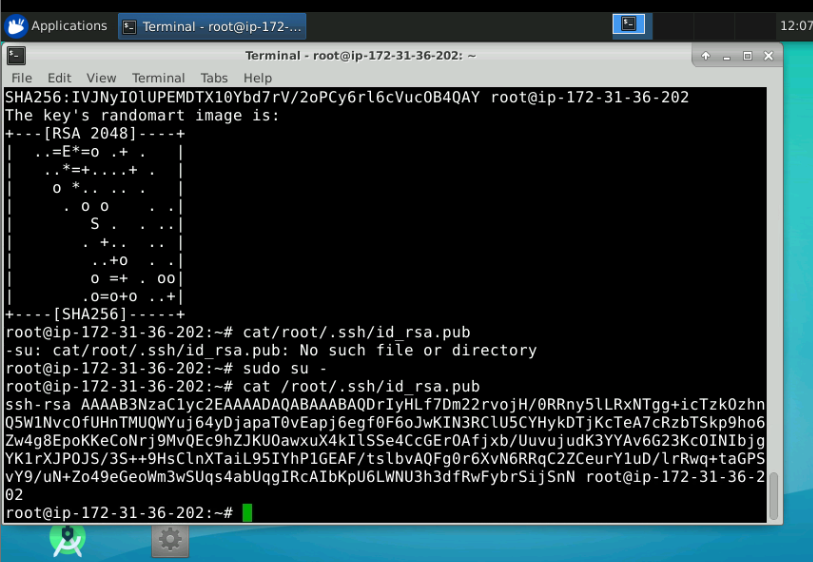 Applications Terminal - root@ip-172-... 12:07
Terminal - root@ip-172-31-36-202: ~
File Edit View Terminal Tabs Help
SHA256:IVJNyIOlUPEMDTX10Ybd7rV/2oPCy6rl6cVucOB4QAY root@ip-172-31-36-202
The key's randomart image is:
+---[RSA 2048]----+
|  ..=E*=o .+ .   |
|   ..*=+....+ .  |
|    o *.. .. .   |
|     . o o    . .|
|        S .  . ..|
|       . +..  .. |
|        ..+o  . .|
|        o =+ . oo|
|       .o=o+o ..+|
+----[SHA256]-----+
root@ip-172-31-36-202:~# cat/root/.ssh/id_rsa.pub
-su: cat/root/.ssh/id_rsa.pub: No such file or directory
root@ip-172-31-36-202:~# sudo su -
root@ip-172-31-36-202:~# cat /root/.ssh/id_rsa.pub
ssh-rsa AAAAB3NzaC1yc2EAAAADAQABAAABAQDrIyHLf7Dm22rvojH/0RRny5lLRxNTgg+icTzkOzhn
Q5W1NvcOfUHnTMUQWYuj64yDjapaT0vEapj6egf0F6oJwKIN3RClU5CYHykDTjKcTeA7cRzbTSkp9ho6
Zw4g8EpoKKeCoNrj9MvQEc9hZJKUOawxuX4kIlSSe4CcGErOAfjxb/UuvujudK3YYAv6G23KcOINIbjg
YK1rXJPOJS/3S++9HsClnXTaiL95IYhP1GEAF/tslbvAQFg0r6XvN6RRqC2ZCeurY1uD/lrRwq+taGPS
vY9/uN+Zo49eGeoWm3wSUqs4abUqgIRcAIbKpU6LWNU3h3dfRwFybrSijSnN root@ip-172-31-36-2
02
root@ip-172-31-36-202:~#